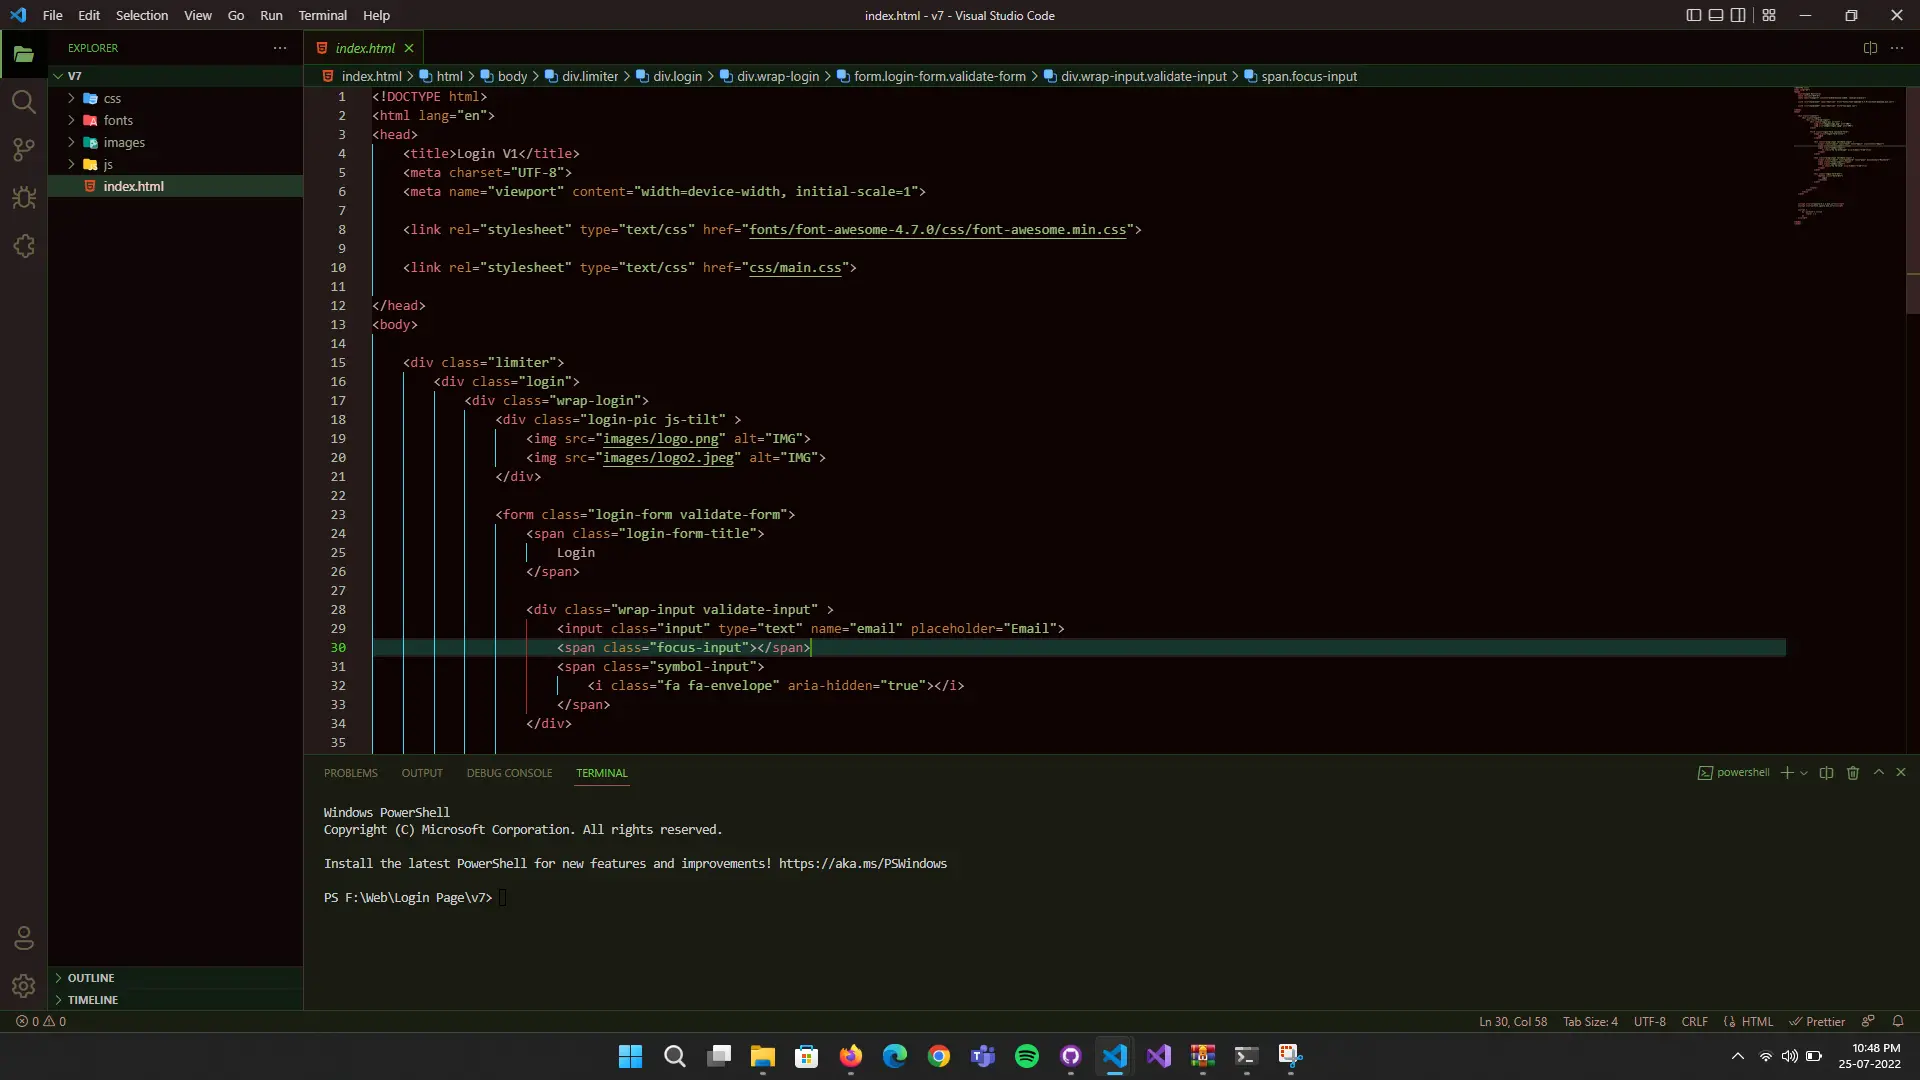 File Edit Selection View Go Run Terminal Help
index.html - v7 - Visual Studio Code
EXPLORER
V7
css
fonts
images
js
index.html
OUTLINE
TIMELINE
index.html
index.html > html > body > div.limiter > div.login > div.wrap-login > form.login-form.validate-form > div.wrap-input.validate-input > span.focus-input
1 <!DOCTYPE html>
2 <html lang="en">
3 <head>
4 <title>Login V1</title>
5 <meta charset="UTF-8">
6 <meta name="viewport" content="width=device-width, initial-scale=1">
7
8 <link rel="stylesheet" type="text/css" href="fonts/font-awesome-4.7.0/css/font-awesome.min.css">
9
10 <link rel="stylesheet" type="text/css" href="css/main.css">
11
12 </head>
13 <body>
14
15 <div class="limiter">
16 <div class="login">
17 <div class="wrap-login">
18 <div class="login-pic js-tilt" >
19 <img src="images/logo.png" alt="IMG">
20 <img src="images/logo2.jpeg" alt="IMG">
21 </div>
22
23 <form class="login-form validate-form">
24 <span class="login-form-title">
25 Login
26 </span>
27
28 <div class="wrap-input validate-input" >
29 <input class="input" type="text" name="email" placeholder="Email">
30 <span class="focus-input"></span>
31 <span class="symbol-input">
32 <i class="fa fa-envelope" aria-hidden="true"></i>
33 </span>
34 </div>
35
PROBLEMS OUTPUT DEBUG CONSOLE TERMINAL
powershell
Windows PowerShell
Copyright (C) Microsoft Corporation. All rights reserved.
Install the latest PowerShell for new features and improvements! https://aka.ms/PSWindows
PS F:\Web\Login Page\v7>
0 0
Ln 30, Col 58 Tab Size: 4 UTF-8 CRLF HTML Prettier
10:48 PM
25-07-2022